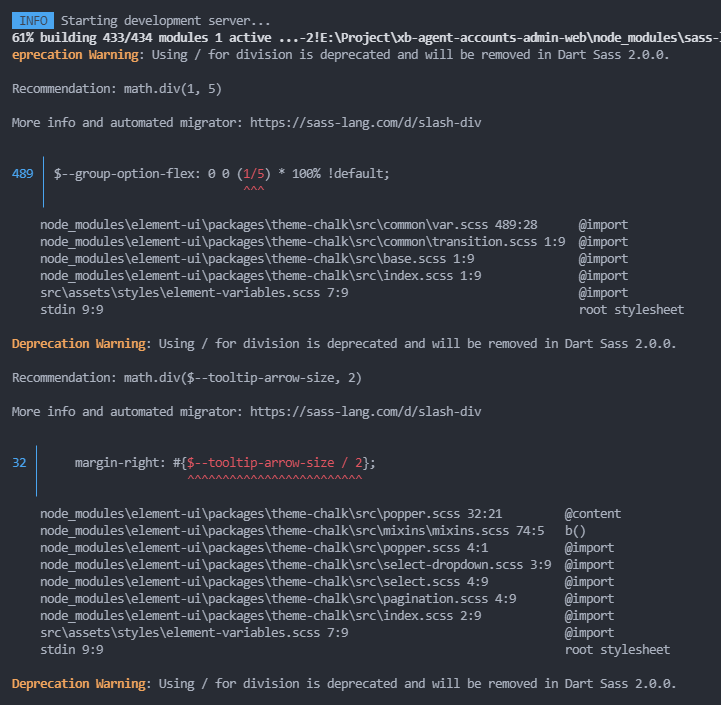 INFO Starting development server...
61% building 433/434 modules 1 active ...-2!E:\Project\xb-agent-accounts-admin-web\node_modules\sass-
eprecation Warning: Using / for division is deprecated and will be removed in Dart Sass 2.0.0.
Recommendation: math.div(1, 5)
More info and automated migrator: https://sass-lang.com/d/slash-div
489 │ $--group-option-flex: 0 0 (1/5) * 100% !default;
^^^
node_modules\element-ui\packages\theme-chalk\src\common\var.scss 489:28 @import
node_modules\element-ui\packages\theme-chalk\src\common\transition.scss 1:9 @import
node_modules\element-ui\packages\theme-chalk\src\base.scss 1:9 @import
node_modules\element-ui\packages\theme-chalk\src\index.scss 1:9 @import
src\assets\styles\element-variables.scss 7:9 @import
stdin 9:9 root stylesheet
Deprecation Warning: Using / for division is deprecated and will be removed in Dart Sass 2.0.0.
Recommendation: math.div($--tooltip-arrow-size, 2)
More info and automated migrator: https://sass-lang.com/d/slash-div
32 │ margin-right: #{$--tooltip-arrow-size / 2};
^^^^^^^^^^^^^^^^^^^^^^^^^
node_modules\element-ui\packages\theme-chalk\src\popper.scss 32:21 @content
node_modules\element-ui\packages\theme-chalk\src\mixins\mixins.scss 74:5 b()
node_modules\element-ui\packages\theme-chalk\src\popper.scss 4:1 @import
node_modules\element-ui\packages\theme-chalk\src\select-dropdown.scss 3:9 @import
node_modules\element-ui\packages\theme-chalk\src\select.scss 4:9 @import
node_modules\element-ui\packages\theme-chalk\src\pagination.scss 4:9 @import
node_modules\element-ui\packages\theme-chalk\src\index.scss 2:9 @import
src\assets\styles\element-variables.scss 7:9 @import
stdin 9:9 root stylesheet
Deprecation Warning: Using / for division is deprecated and will be removed in Dart Sass 2.0.0.